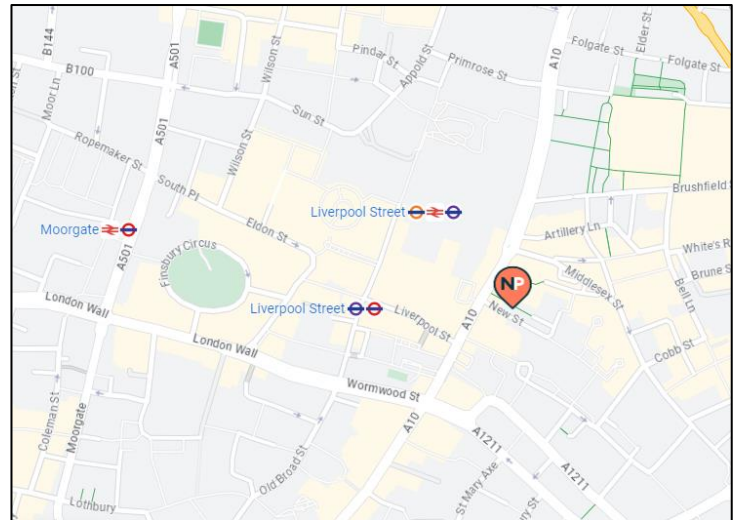 B144
A501
Wilson St
Pindar St
Appold St
Primrose St
A10
Folgate St
Elder St
Folgate St
B100
Moor Ln
Sun St
A501
Ropemaker St
Wilson St
South Pl
Brushfield
Liverpool Street
Eldon St
Artillery Ln
Moorgate
White's R
Finsbury Circus
A501
Middlesex St
Brune S
Bell Ln
NP
London Wall
Liverpool Street
Liverpool St
A10
New St
London Wall
Cobb St
Wormwood St
Coleman St
Moorgate
A10
A1211
Old Broad St
St Mary Axe
A1211
Lothbury